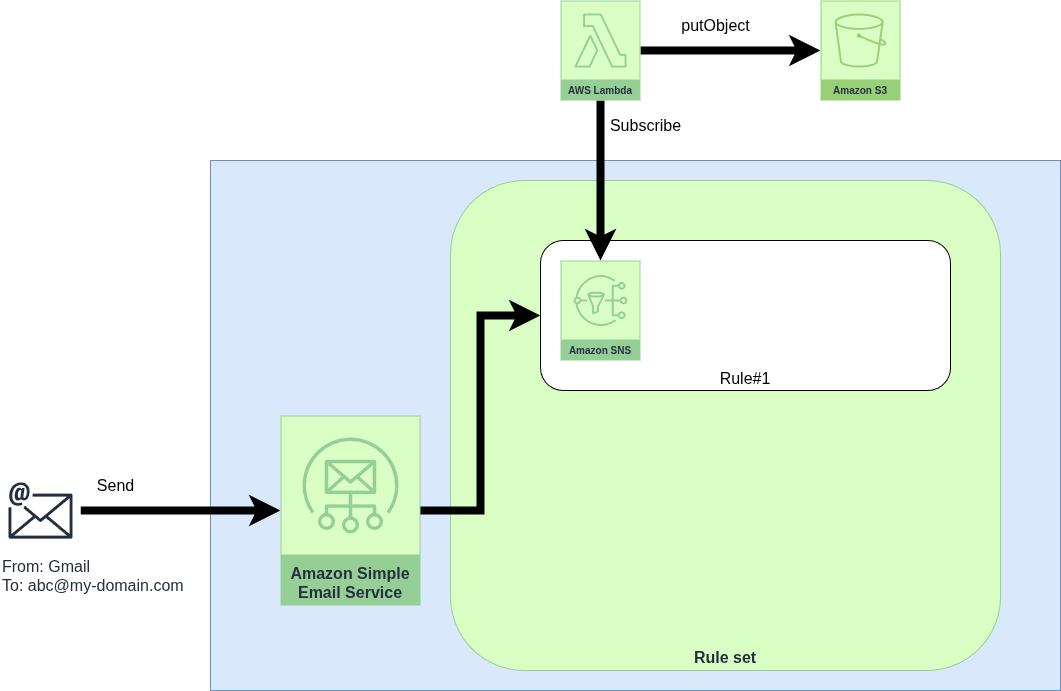 putObject
AWS Lambda
Amazon S3
Subscribe
Amazon SNS
Rule#1
Send
@
From: Gmail
To: abc@my-domain.com
Amazon Simple
Email Service
Rule set